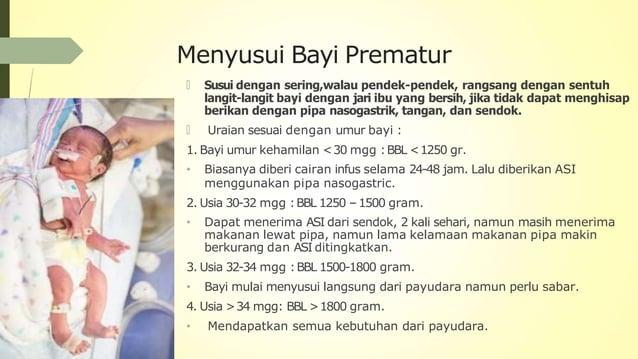 Menyusui Bayi Prematur
Susui dengan sering,walau pendek-pendek, rangsang dengan sentuh
langit-langit bayi dengan jari ibu yang bersih, jika tidak dapat menghisap
berikan dengan pipa nasogastrik, tangan, dan sendok.
Uraian sesuai dengan umur bayi :
1. Bayi umur kehamilan < 30 mgg : BBL < 1250 gr.
• Biasanya diberi cairan infus selama 24-48 jam. Lalu diberikan ASI
menggunakan pipa nasogastric.
2. Usia 30-32 mgg : BBL 1250 – 1500 gram.
• Dapat menerima ASI dari sendok, 2 kali sehari, namun masih menerima
makanan lewat pipa, namun lama kelamaan makanan pipa makin
berkurang dan ASI ditingkatkan.
3. Usia 32-34 mgg : BBL 1500-1800 gram.
• Bayi mulai menyusui langsung dari payudara namun perlu sabar.
4. Usia > 34 mgg: BBL > 1800 gram.
• Mendapatkan semua kebutuhan dari payudara.